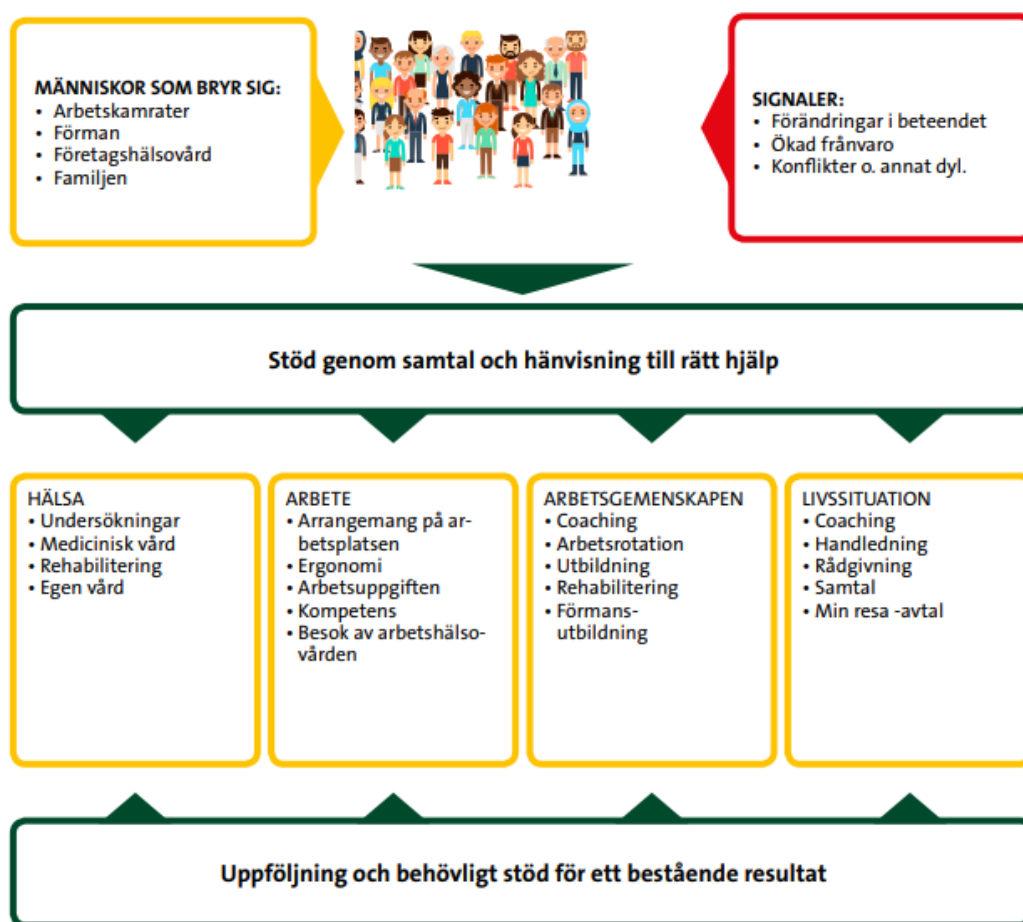 MÄNNISKOR SOM BRYR SIG:
• Arbetskamrater
• Förman
• Företagshälsovård
• Familjen
SIGNALER:
• Förändringar i beteendet
• Ökad frånvaro
• Konflikter o. annat dyl.
Stöd genom samtal och hänvisning till rätt hjälp
HÄLSA
• Undersökningar
• Medicinisk vård
• Rehabilitering
• Egen vård
ARBETE
• Arrangemang på ar-
betsplatsen
• Ergonomi
• Arbetsuppgiften
• Kompetens
• Besok av arbetshälso-
vården
ARBETSGEMENSKAPEN
• Coaching
• Arbetsrotation
• Utbildning
• Rehabilitering
• Förmans-
utbildning
LIVSSITUATION
• Coaching
• Handledning
• Rådgivning
• Samtal
• Min resa -avtal
Uppföljning och behövligt stöd för ett bestående resultat